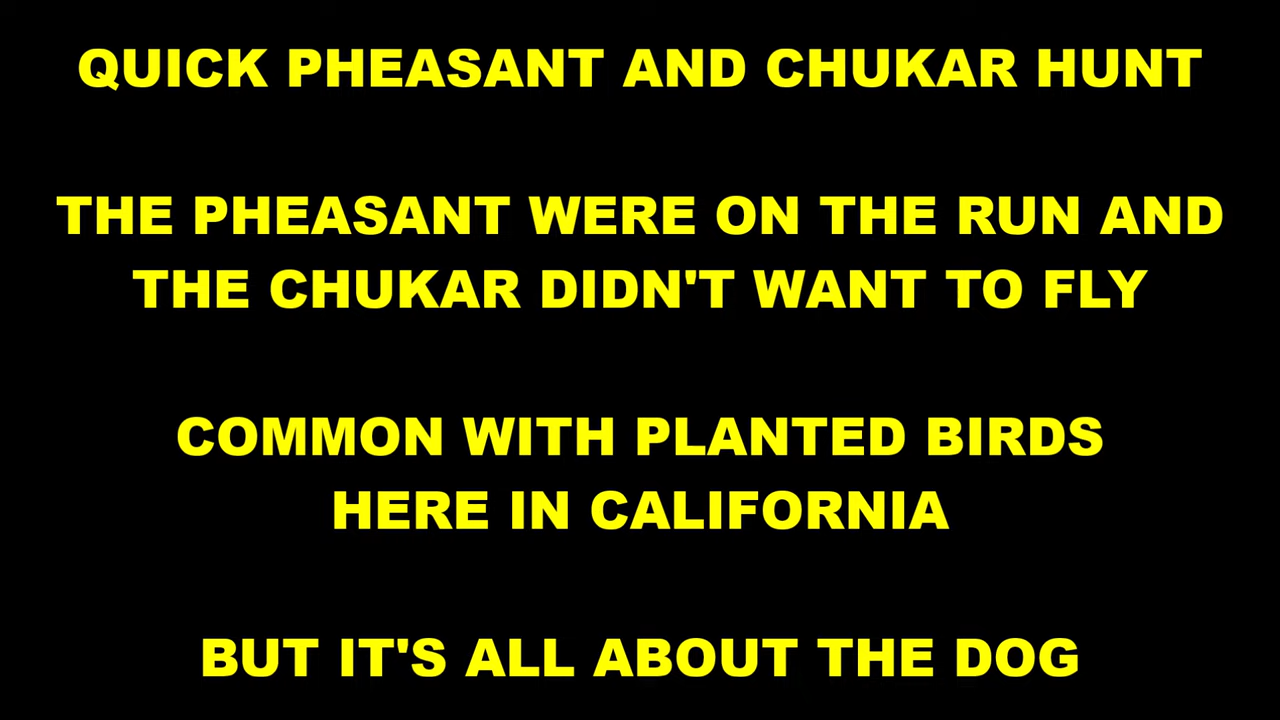 QUICK PHEASANT AND CHUKAR HUNT
THE PHEASANT WERE ON THE RUN AND
THE CHUKAR DIDN'T WANT TO FLY
COMMON WITH PLANTED BIRDS
HERE IN CALIFORNIA
BUT IT'S ALL ABOUT THE DOG